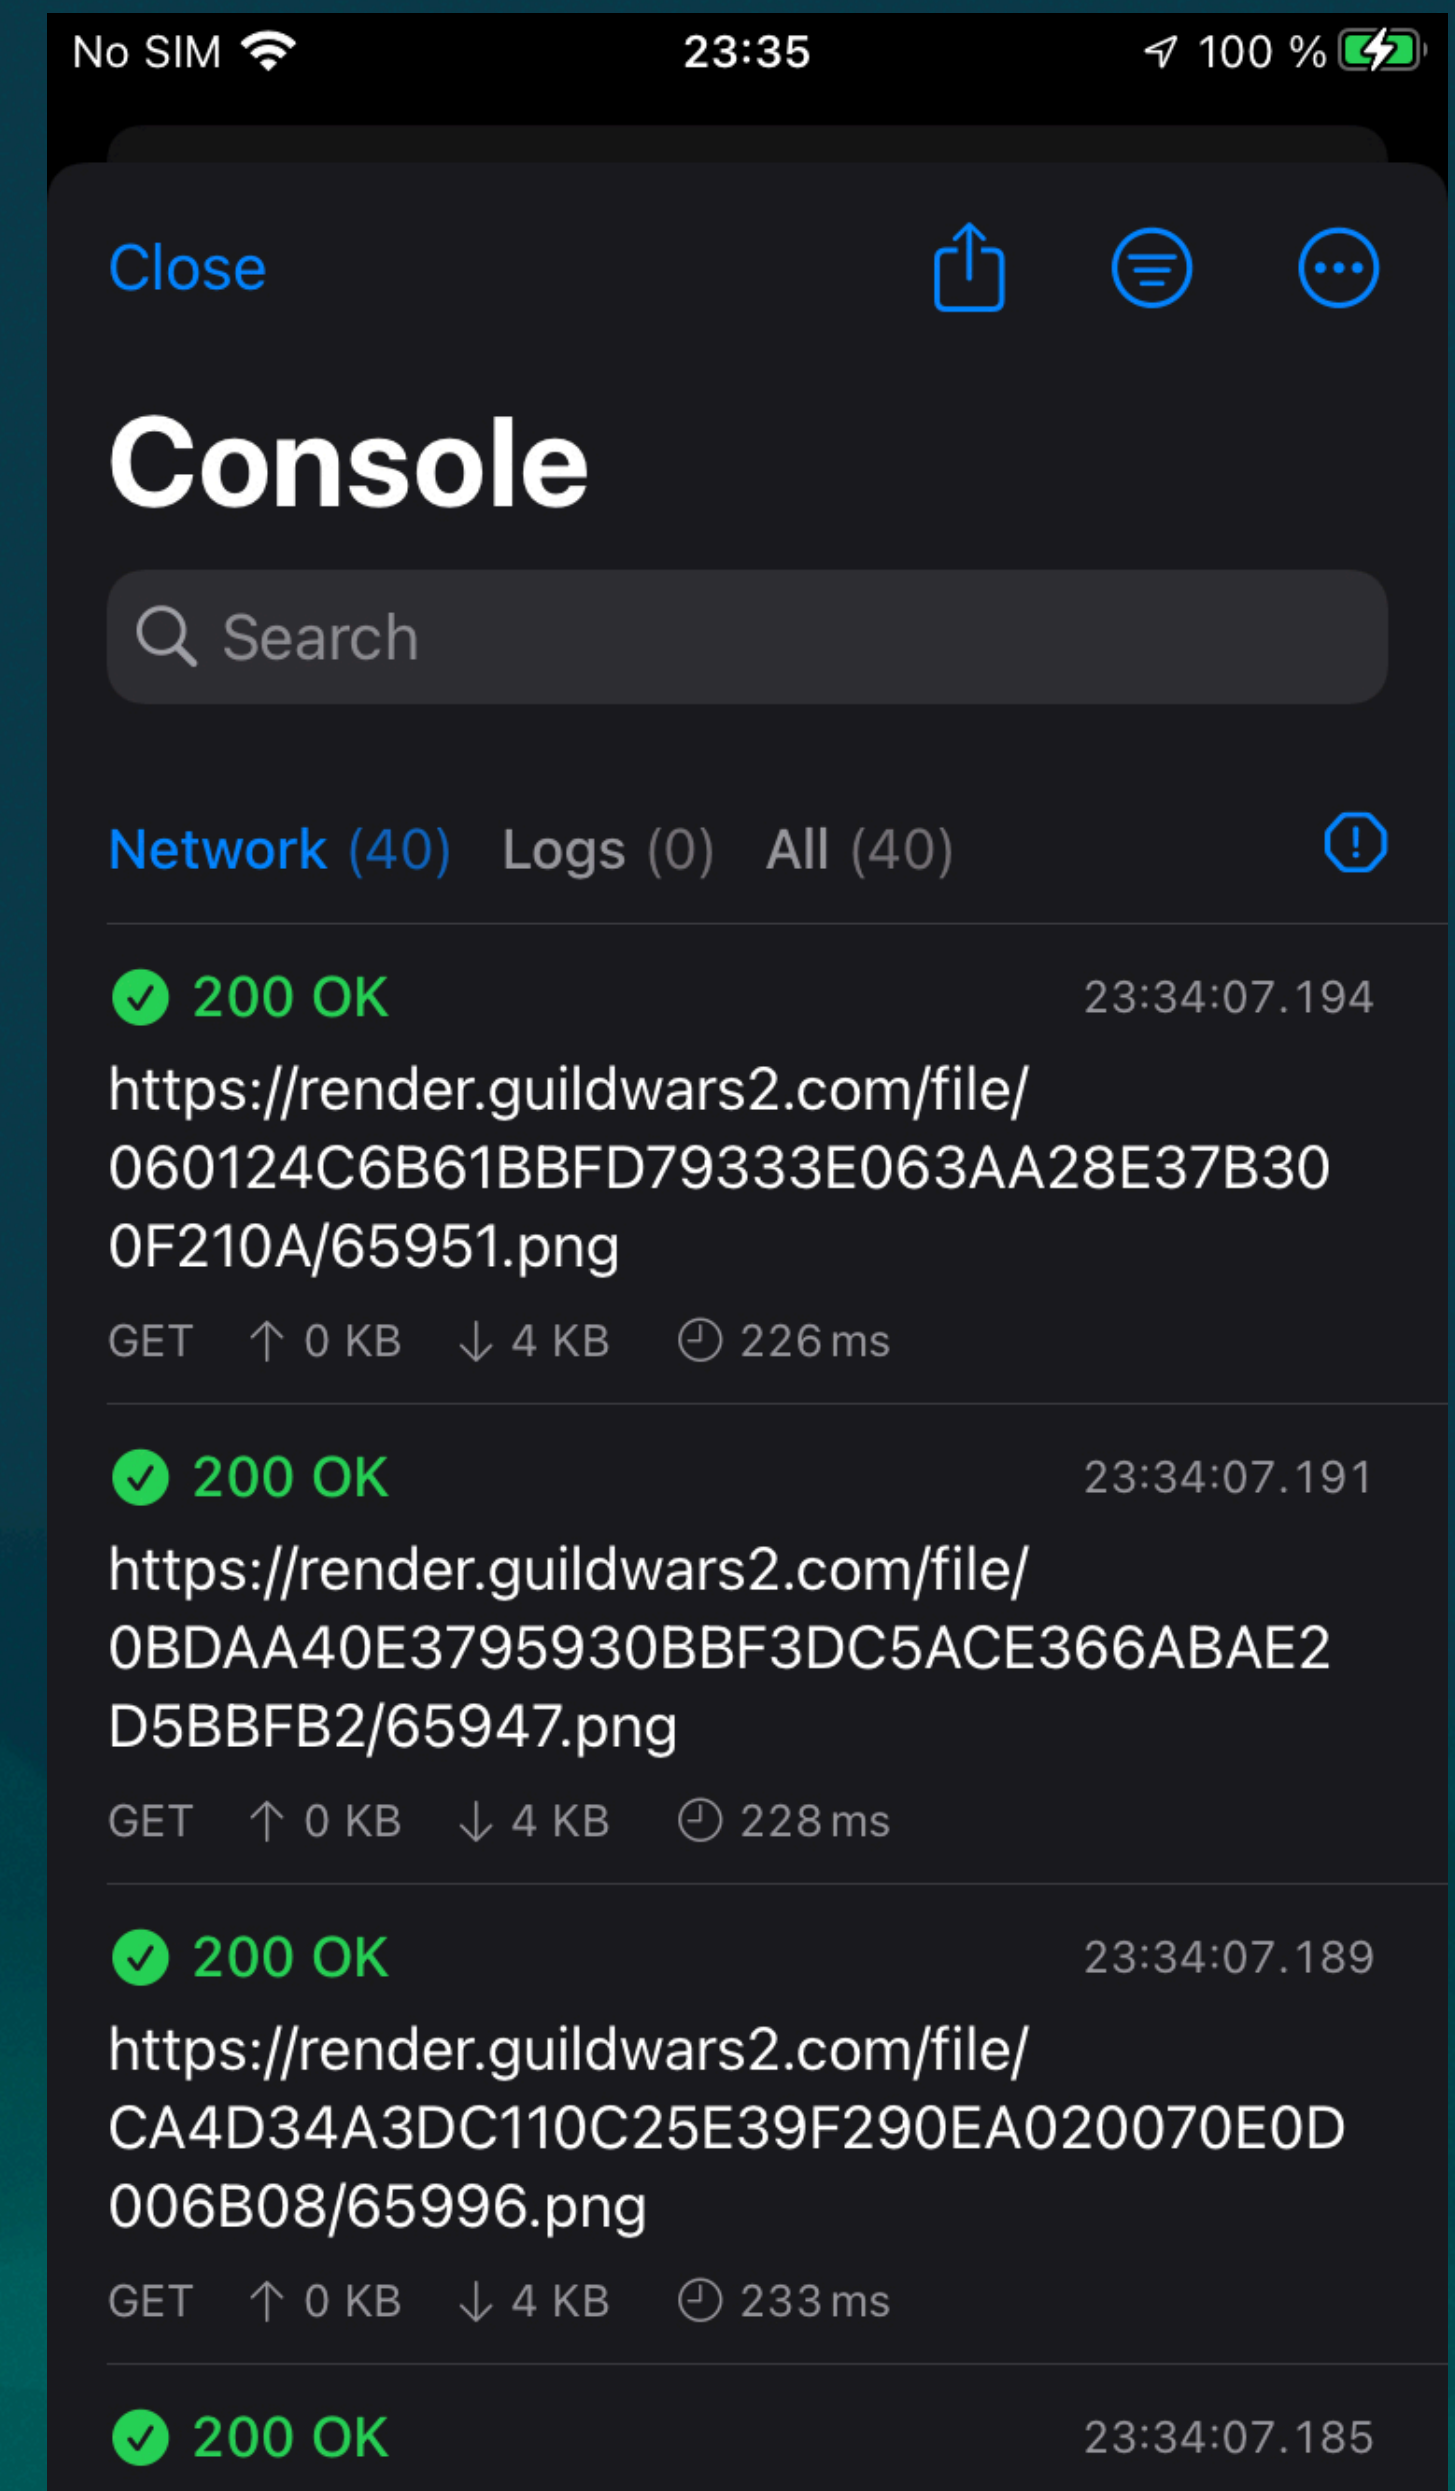 No SIM 23:35 100 %
Close
Console
Search
Network (40) Logs (0) All (40)
200 OK 23:34:07.194
https://render.guildwars2.com/file/
060124C6B61BBFD79333E063AA28E37B30
0F210A/65951.png
GET ↑ 0 KB ↓ 4 KB 226 ms
200 OK 23:34:07.191
https://render.guildwars2.com/file/
0BDAA40E3795930BBF3DC5ACE366ABAE2
D5BBFB2/65947.png
GET ↑ 0 KB ↓ 4 KB 228 ms
200 OK 23:34:07.189
https://render.guildwars2.com/file/
CA4D34A3DC110C25E39F290EA020070E0D
006B08/65996.png
GET ↑ 0 KB ↓ 4 KB 233 ms
200 OK 23:34:07.185